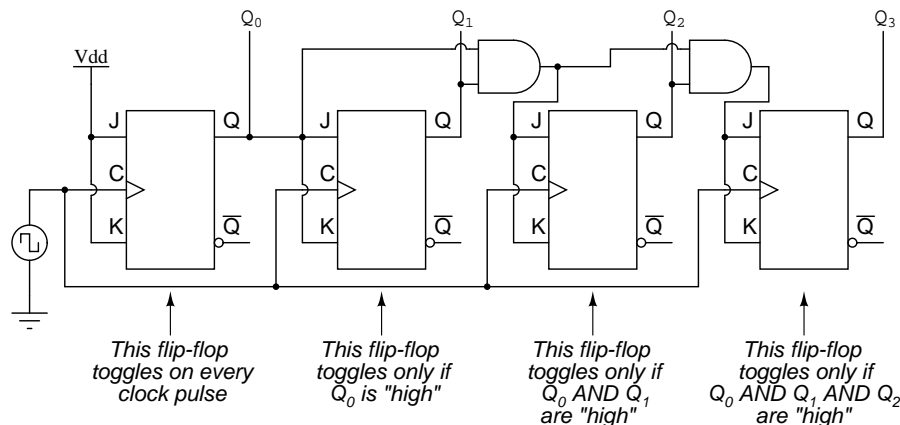 Q0 Q1 Q2 Q3
Vdd
J Q J Q J Q J Q
C C C C
K Q̅ K Q̅ K Q̅ K Q̅
This flip-flop
toggles on every
clock pulse
This flip-flop
toggles only if
Q0 is "high"
This flip-flop
toggles only if
Q0 AND Q1
are "high"
This flip-flop
toggles only if
Q0 AND Q1 AND Q2
are "high"